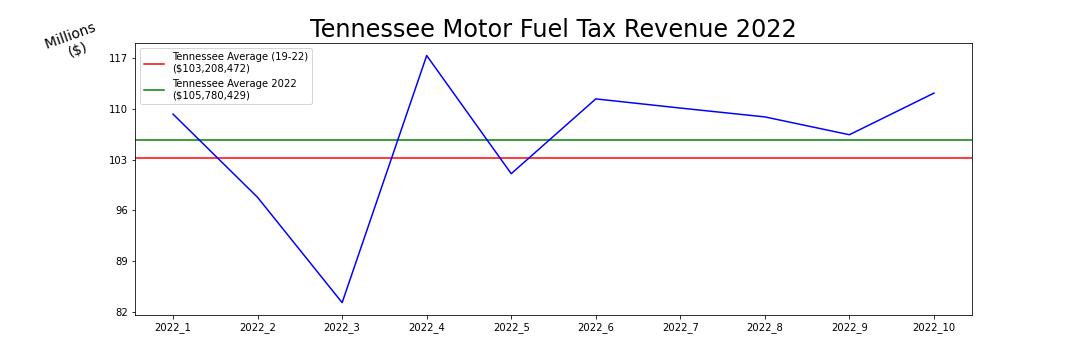 Tennessee Motor Fuel Tax Revenue 2022
Millions
($)
Tennessee Average (19-22)
($103,208,472)
Tennessee Average 2022
($105,780,429)
117
110
103
96
89
82
2022_1 2022_2 2022_3 2022_4 2022_5 2022_6 2022_7 2022_8 2022_9 2022_10